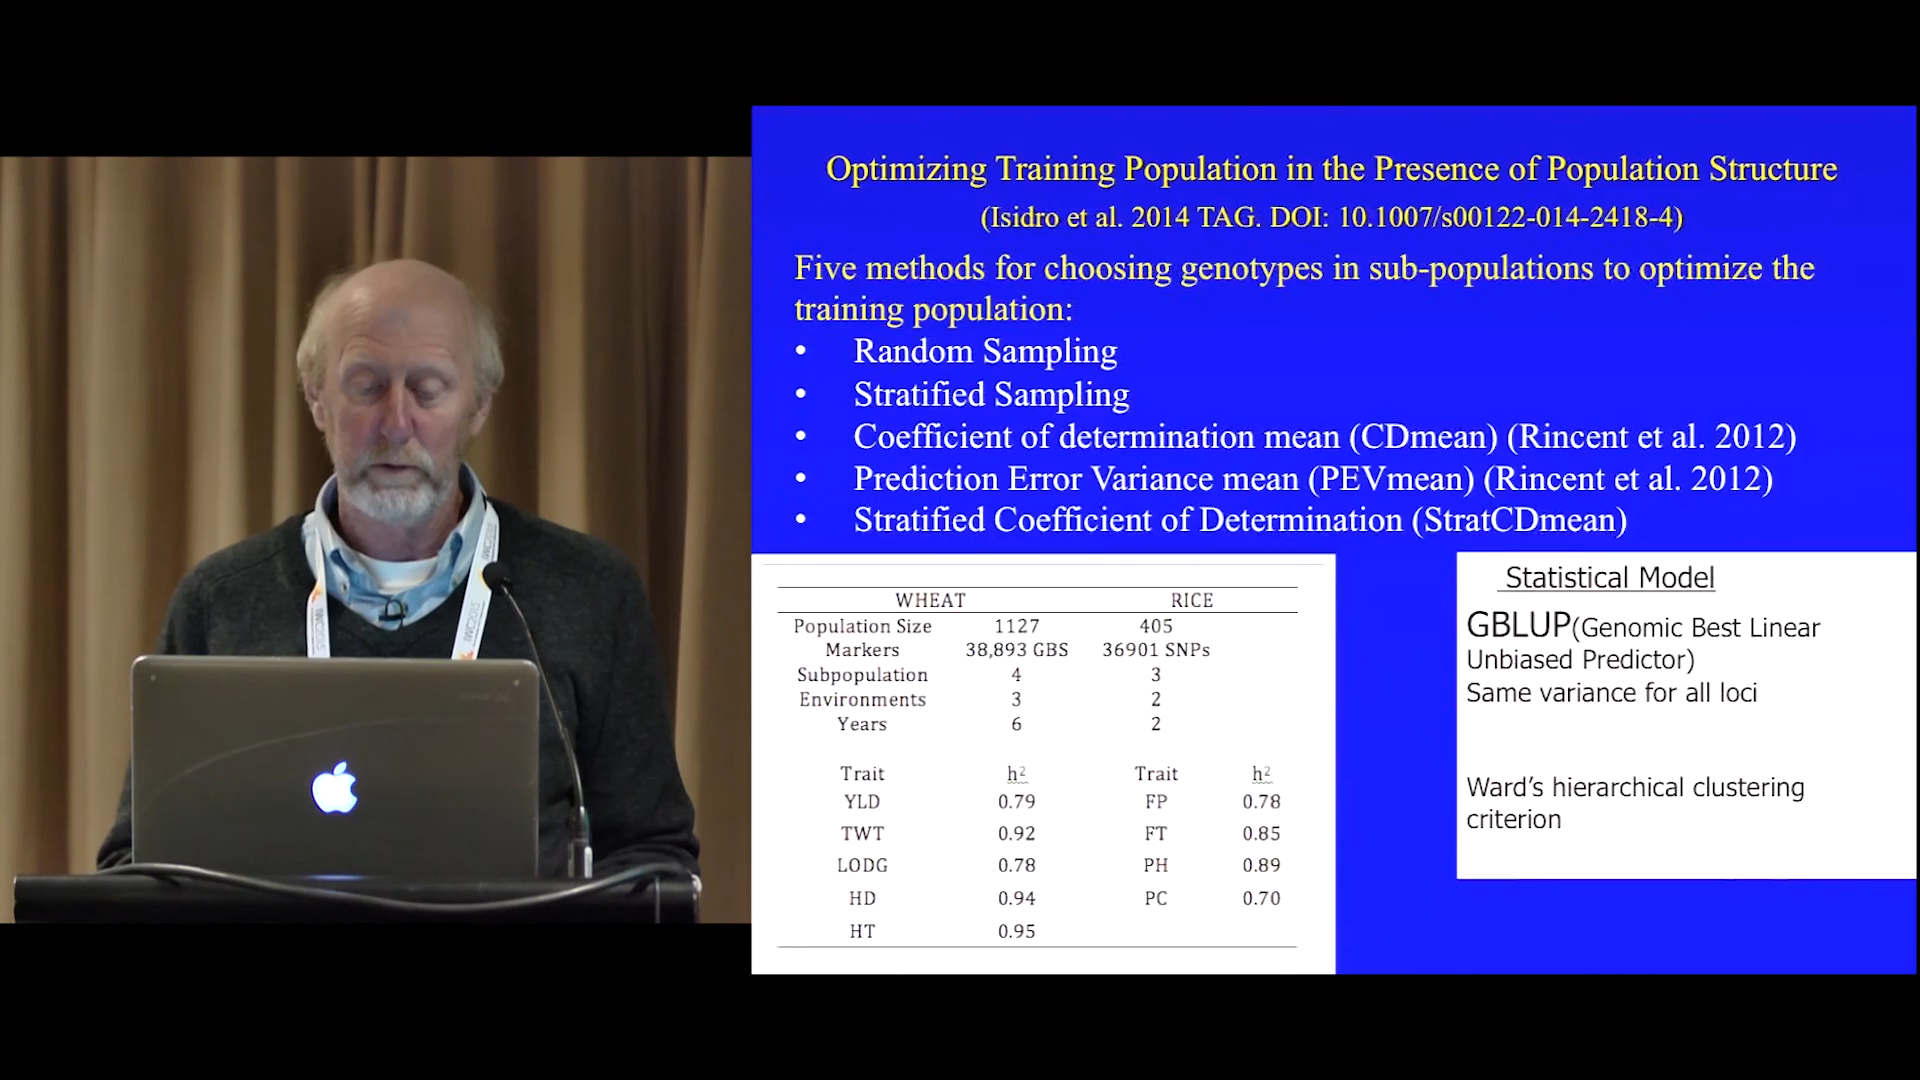 Optimizing Training Population in the Presence of Population Structure
(Isidro et al. 2014 TAG. DOI: 10.1007/s00122-014-2418-4)
Five methods for choosing genotypes in sub-populations to optimize the
training population:
• Random Sampling
• Stratified Sampling
• Coefficient of determination mean (CDmean) (Rincent et al. 2012)
• Prediction Error Variance mean (PEVmean) (Rincent et al. 2012)
• Stratified Coefficient of Determination (StratCDmean)
WHEAT RICE
Population Size 1127 405
Markers 38,893 GBS 36901 SNPs
Subpopulation 4 3
Environments 3 2
Years 6 2
Trait h² Trait h²
YLD 0.79 FP 0.78
TWT 0.92 FT 0.85
LODG 0.78 PH 0.89
HD 0.94 PC 0.70
HT 0.95
Statistical Model
GBLUP(Genomic Best Linear
Unbiased Predictor)
Same variance for all loci
Ward’s hierarchical clustering
criterion